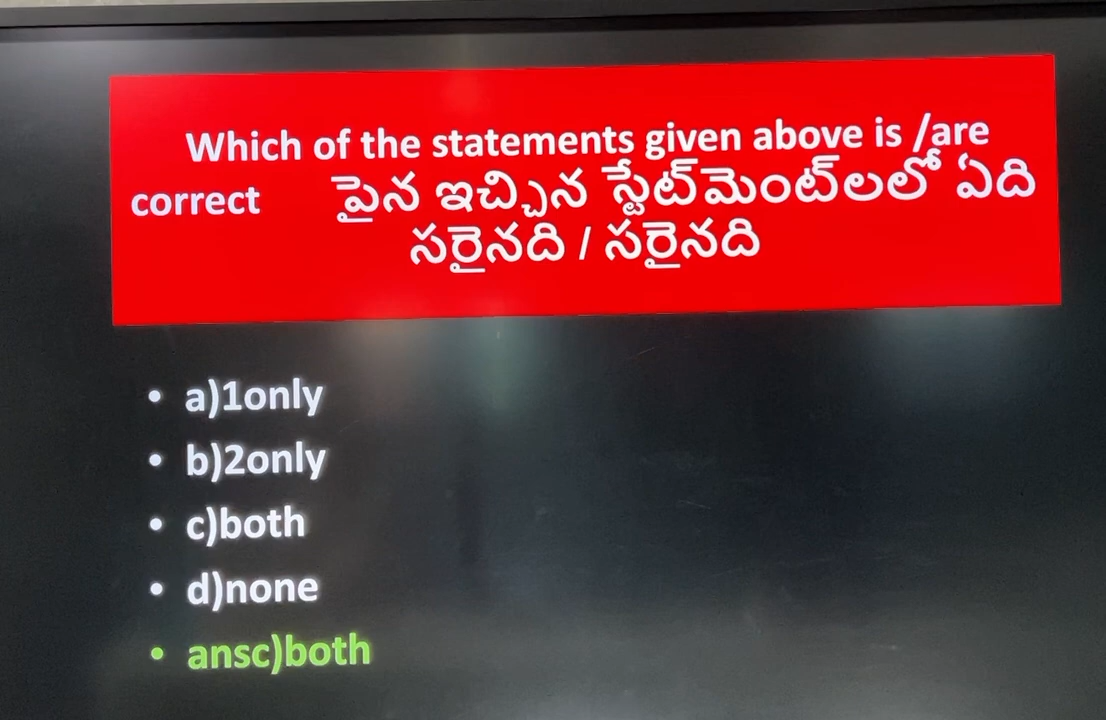 Which of the statements given above is /are
correct పైన ఇచ్చిన స్టేట్‌మెంట్‌లలో ఏది
సరైనది / సరైనది
• a)1only
• b)2only
• c)both
• d)none
• ansc)both